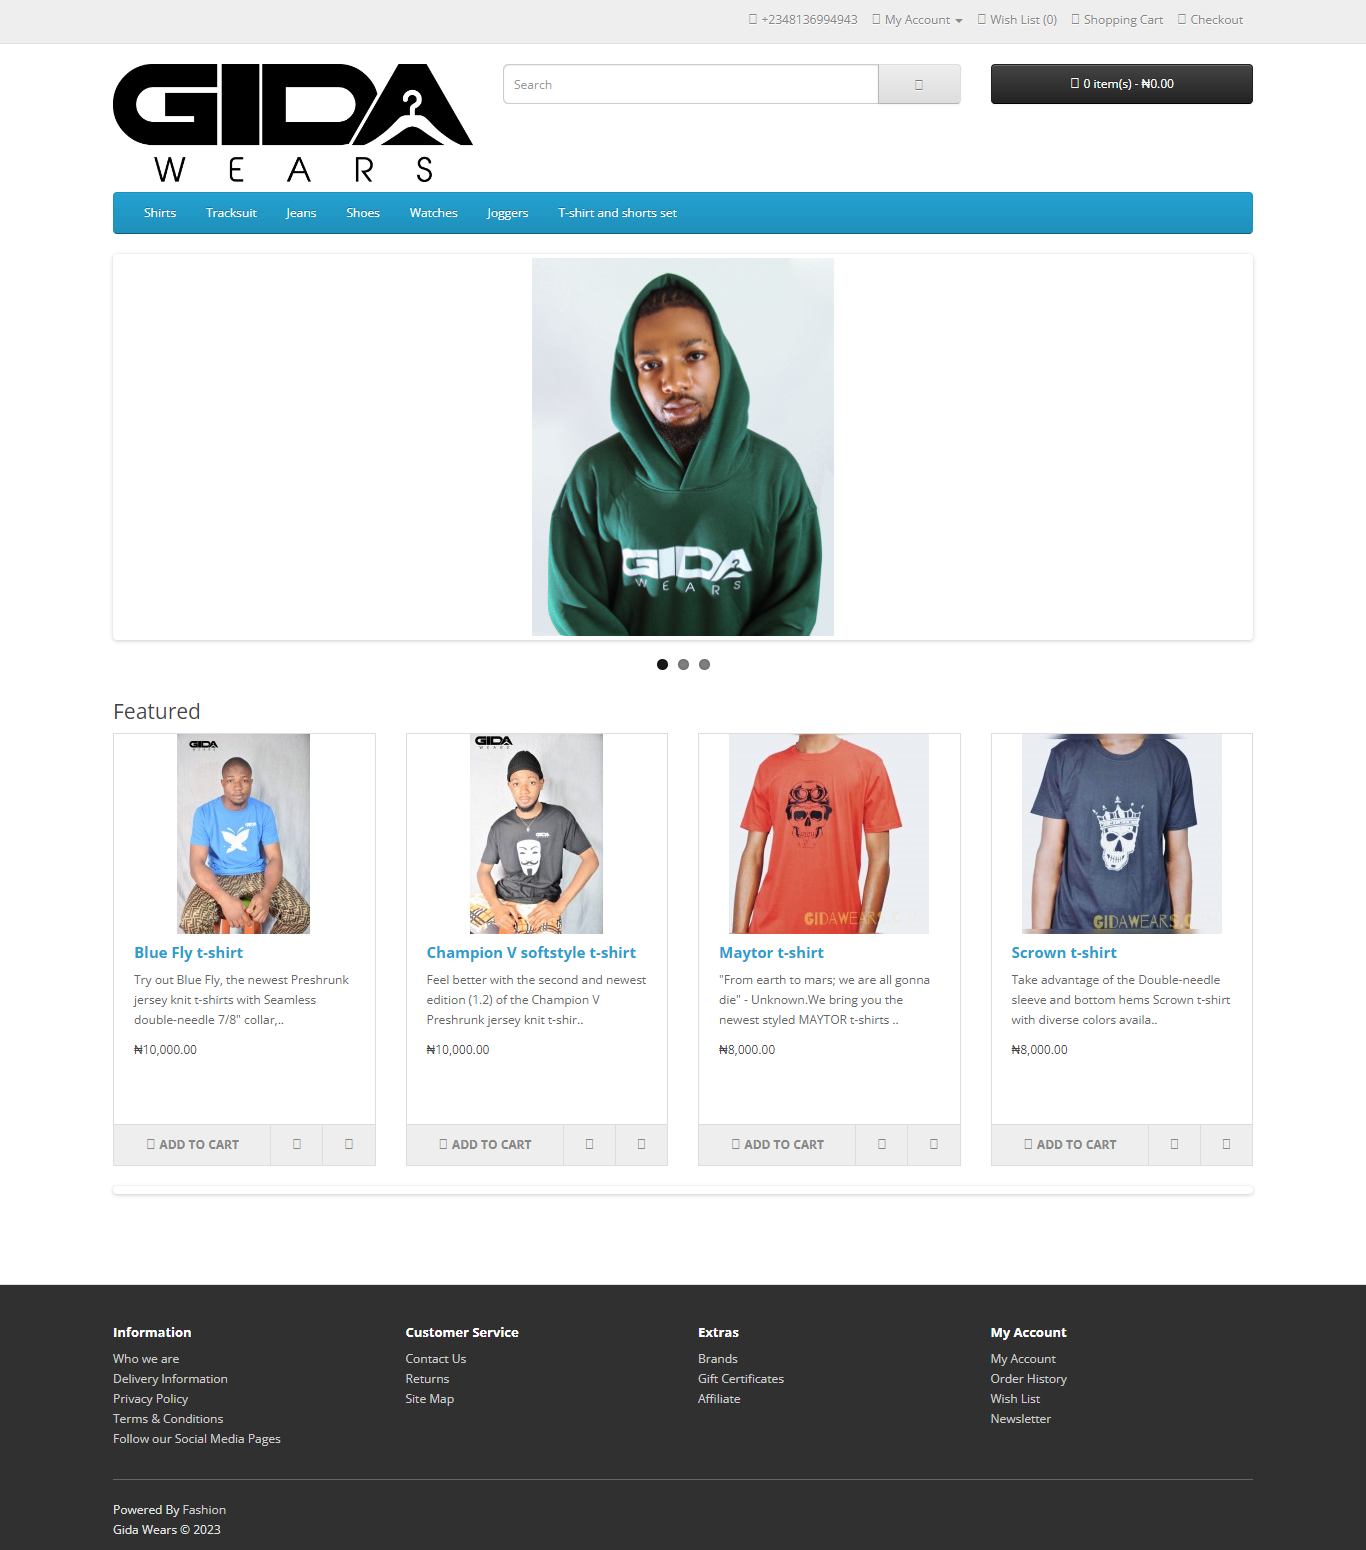 +2348136994943 My Account Wish List (0) Shopping Cart Checkout
GIDA
WEARS
Search
0 item(s) - ₦0.00
Shirts Tracksuit Jeans Shoes Watches Joggers T-shirt and shorts set
GIDA
WEARS
Featured
GIDA
WEARS
Blue Fly t-shirt
Try out Blue Fly, the newest Preshrunk
jersey knit t-shirts with Seamless
double-needle 7/8" collar,..
₦10,000.00
ADD TO CART
GIDA
WEARS
GIDA
Champion V softstyle t-shirt
Feel better with the second and newest
edition (1.2) of the Champion V
Preshrunk jersey knit t-shir..
₦10,000.00
ADD TO CART
GIDAWEARS.C
Maytor t-shirt
"From earth to mars; we are all gonna
die" - Unknown.We bring you the
newest styled MAYTOR t-shirts ..
₦8,000.00
ADD TO CART
GIDAWEARS.C
Scrown t-shirt
Take advantage of the Double-needle
sleeve and bottom hems Scrown t-shirt
with diverse colors availa..
₦8,000.00
ADD TO CART
Information
Who we are
Delivery Information
Privacy Policy
Terms & Conditions
Follow our Social Media Pages
Customer Service
Contact Us
Returns
Site Map
Extras
Brands
Gift Certificates
Affiliate
My Account
My Account
Order History
Wish List
Newsletter
Powered By Fashion
Gida Wears © 2023